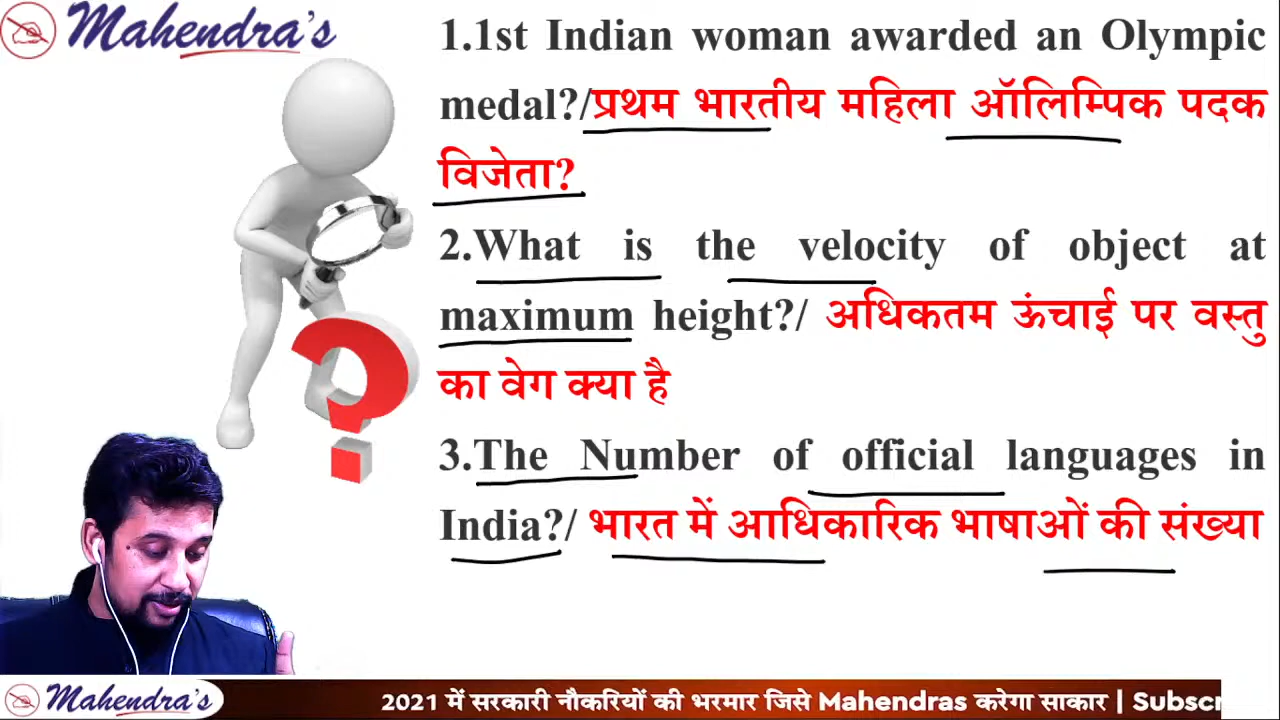 Mahendra's
1.1st Indian woman awarded an Olympic
medal?/प्रथम भारतीय महिला ऑलिम्पिक पदक
विजेता?
2.What is the velocity of object at
maximum height?/ अधिकतम ऊंचाई पर वस्तु
का वेग क्या है
3.The Number of official languages in
India?/ भारत में आधिकारिक भाषाओं की संख्या
Mahendra's
2021 में सरकारी नौकरियों की भरमार जिसे Mahendras करेगा साकार | Subscr